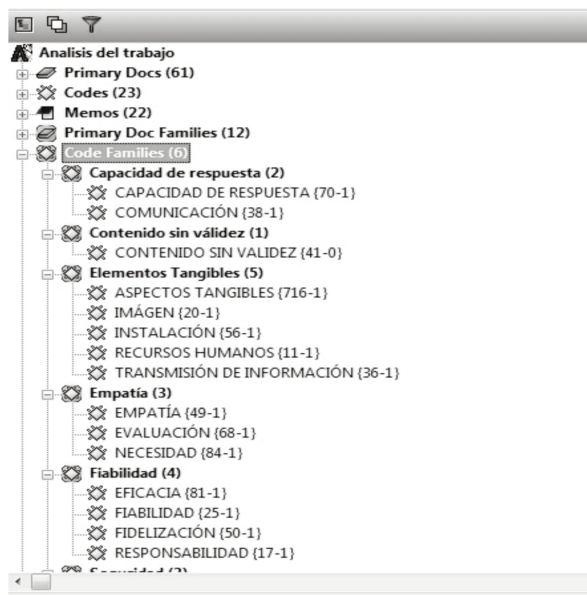 Analisis del trabajo
Primary Docs (61)
Codes (23)
Memos (22)
Primary Doc Families (12)
Code Families (6)
Capacidad de respuesta (2)
CAPACIDAD DE RESPUESTA {70-1}
COMUNICACIÓN {38-1}
Contenido sin válidez (1)
CONTENIDO SIN VALIDEZ {41-0}
Elementos Tangibles (5)
ASPECTOS TANGIBLES {716-1}
IMÁGEN {20-1}
INSTALACIÓN {56-1}
RECURSOS HUMANOS {11-1}
TRANSMISIÓN DE INFORMACIÓN {36-1}
Empatía (3)
EMPATÍA {49-1}
EVALUACIÓN {68-1}
NECESIDAD {84-1}
Fiabilidad (4)
EFICACIA {81-1}
FIABILIDAD {25-1}
FIDELIZACIÓN {50-1}
RESPONSABILIDAD {17-1}